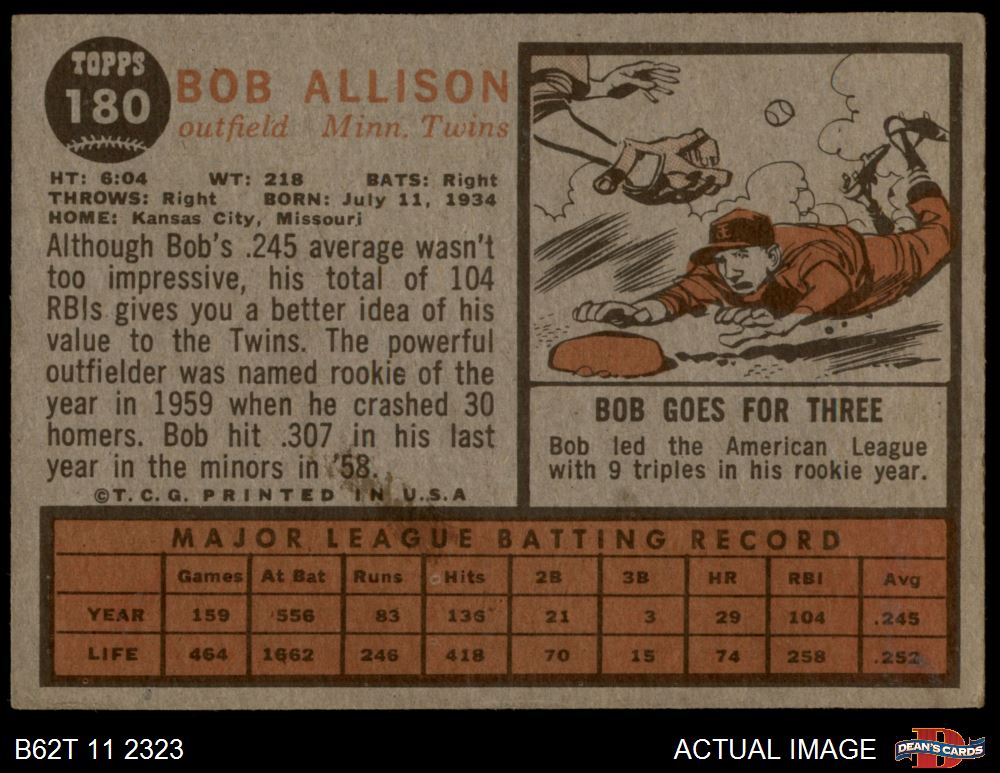 TOPPS
180
BOB ALLISON
outfield Minn. Twins
HT: 6:04 WT: 218 BATS: Right
THROWS: Right BORN: July 11, 1934
HOME: Kansas City, Missouri
Although Bob's .245 average wasn't
too impressive, his total of 104
RBIs gives you a better idea of his
value to the Twins. The powerful
outfielder was named rookie of the
year in 1959 when he crashed 30
homers. Bob hit .307 in his last
year in the minors in '58.
©T.C.G. PRINTED IN U.S.A
BOB GOES FOR THREE
Bob led the American League
with 9 triples in his rookie year.
MAJOR LEAGUE BATTING RECORD
Games At Bat Runs Hits 2B 3B HR RBI Avg
YEAR 159 556 83 136 21 3 29 104 .245
LIFE 464 1662 246 418 70 15 74 258 .252
B62T 11 2323
ACTUAL IMAGE
D
DEAN'S CARDS